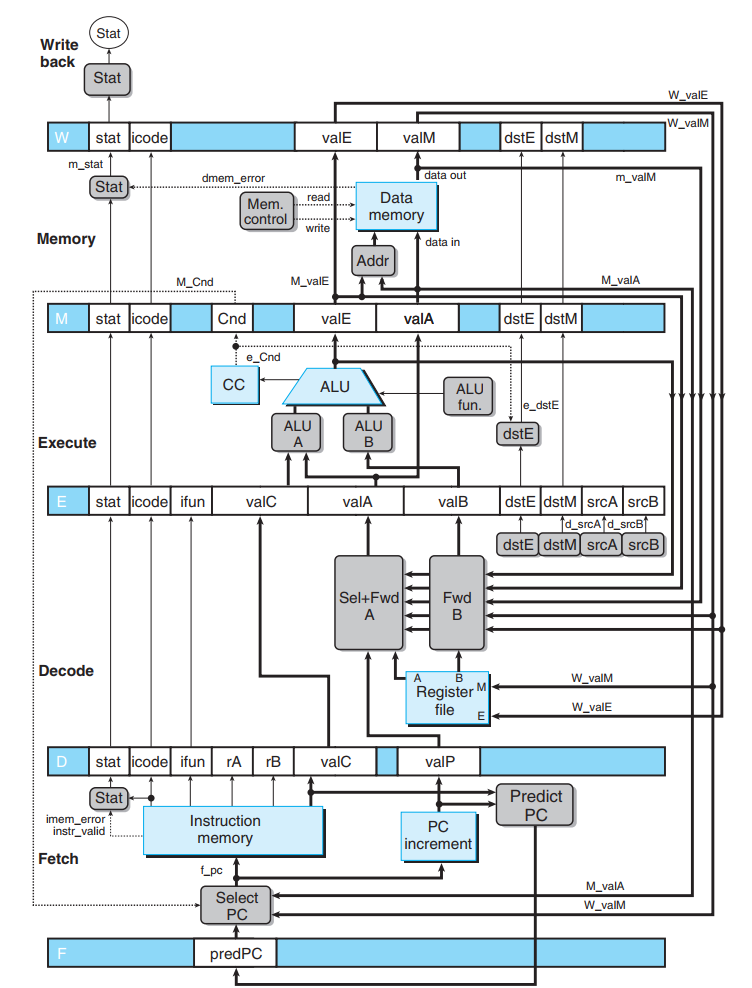 Stat
Write
back
Stat
W_valE
W stat icode valE valM dstE dstM
W_valM
m_stat
data out
m_valM
dmem_error
Stat
read
Mem.
control
write
Data
memory
Memory
data in
Addr
M_Cnd
M_valE
M_valA
M stat icode Cnd valE valA dstE dstM
e_Cnd
CC
ALU
ALU
fun.
e_dstE
ALU
A
ALU
B
dstE
Execute
E stat icode ifun valC valA valB dstE dstM srcA srcB
d_srcA d_srcB
dstE dstM srcA srcB
Sel+Fwd
A
Fwd
B
Decode
A B
M
Register
file
E
W_valM
W_valE
D stat icode ifun rA rB valC valP
Stat
Predict
PC
imem_error
instr_valid
Instruction
memory
PC
increment
Fetch
f_pc
M_valA
Select
PC
W_valM
F predPC